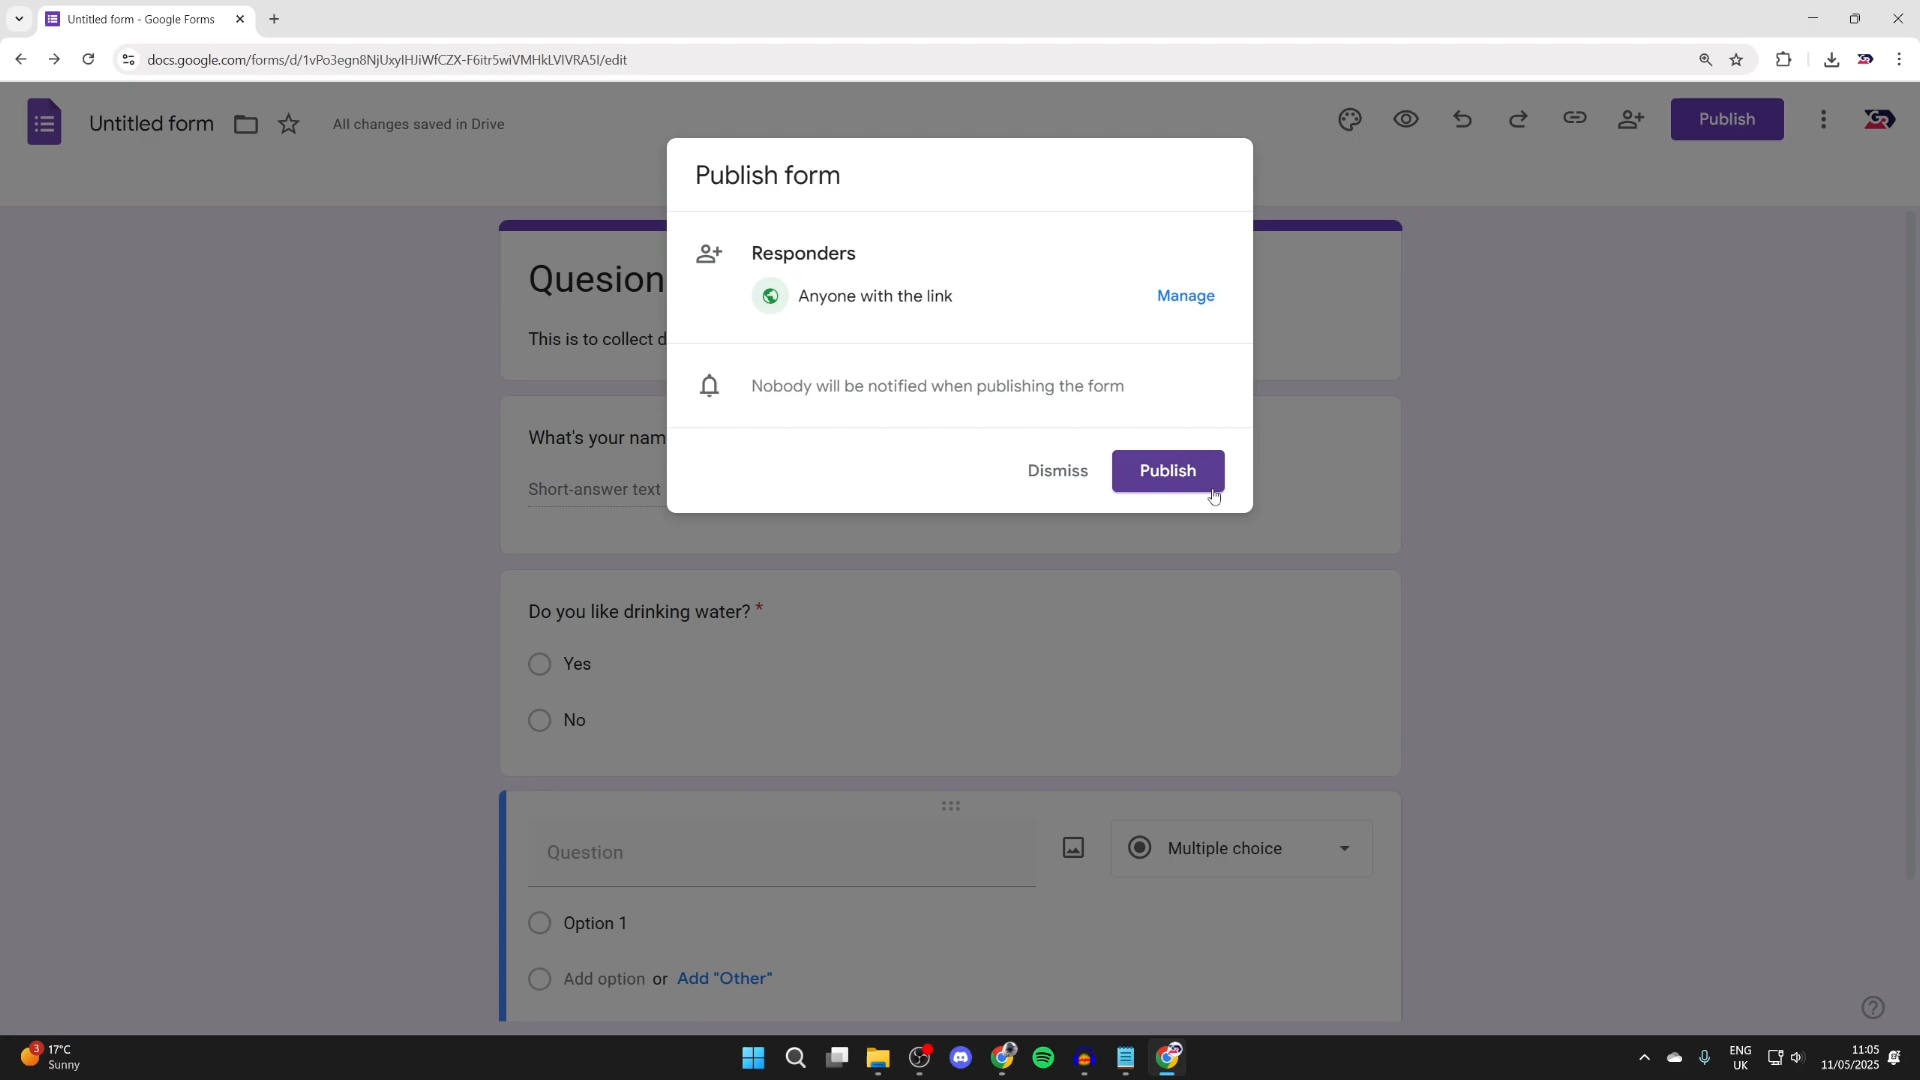 Untitled form - Google Forms
docs.google.com/forms/d/1vPo3egn8NjUxylHJiWfCZX-F6itr5wiVMHkLVIVRA5I/edit
Untitled form
All changes saved in Drive
Publish
Publish form
Responders
Anyone with the link
Manage
Nobody will be notified when publishing the form
Dismiss
Publish
Quesion
This is to collect d
What's your nam
Short-answer text
Do you like drinking water? *
Yes
No
Question
Multiple choice
Option 1
Add option or Add "Other"
3
17°C
Sunny
ENG
UK
11:05
11/05/2025